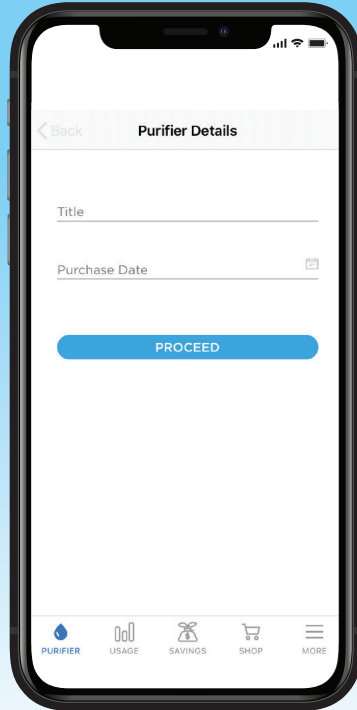 Back
Purifier Details
Title
Purchase Date
PROCEED
PURIFIER USAGE SAVINGS SHOP MORE